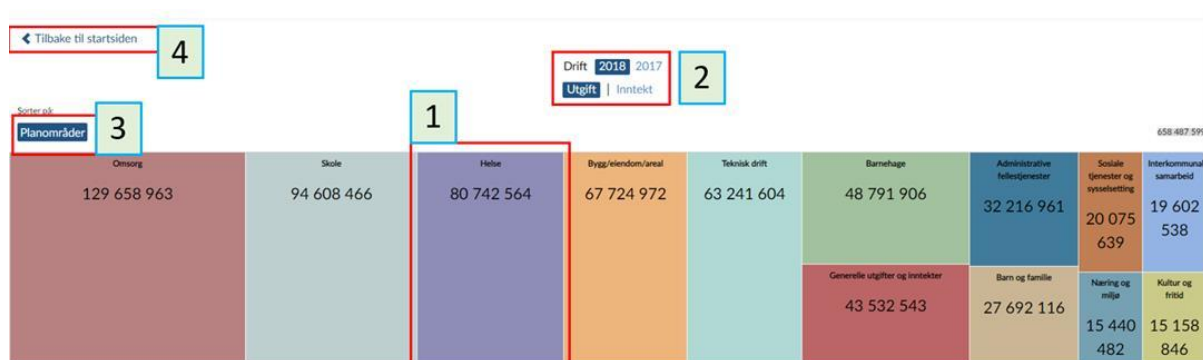 Tilbake til startsiden
4
Drift 2018 2017
Utgift | Inntekt
2
Sorter på:
Planområder
3
1
658 487 599
Omsorg
129 658 963
Skole
94 608 466
Helse
80 742 564
Bygg/eiendom/areal
67 724 972
Teknisk drift
63 241 604
Barnehage
48 791 906
Administrative
fellestjenester
32 216 961
Sosiale
tjenester og
sysselsetting
20 075
639
Interkommunal
samarbeid
19 602
538
Generelle utgifter og inntekter
43 532 543
Barn og familie
27 692 116
Næring og
miljø
15 440
482
Kultur og
fritid
15 158
846